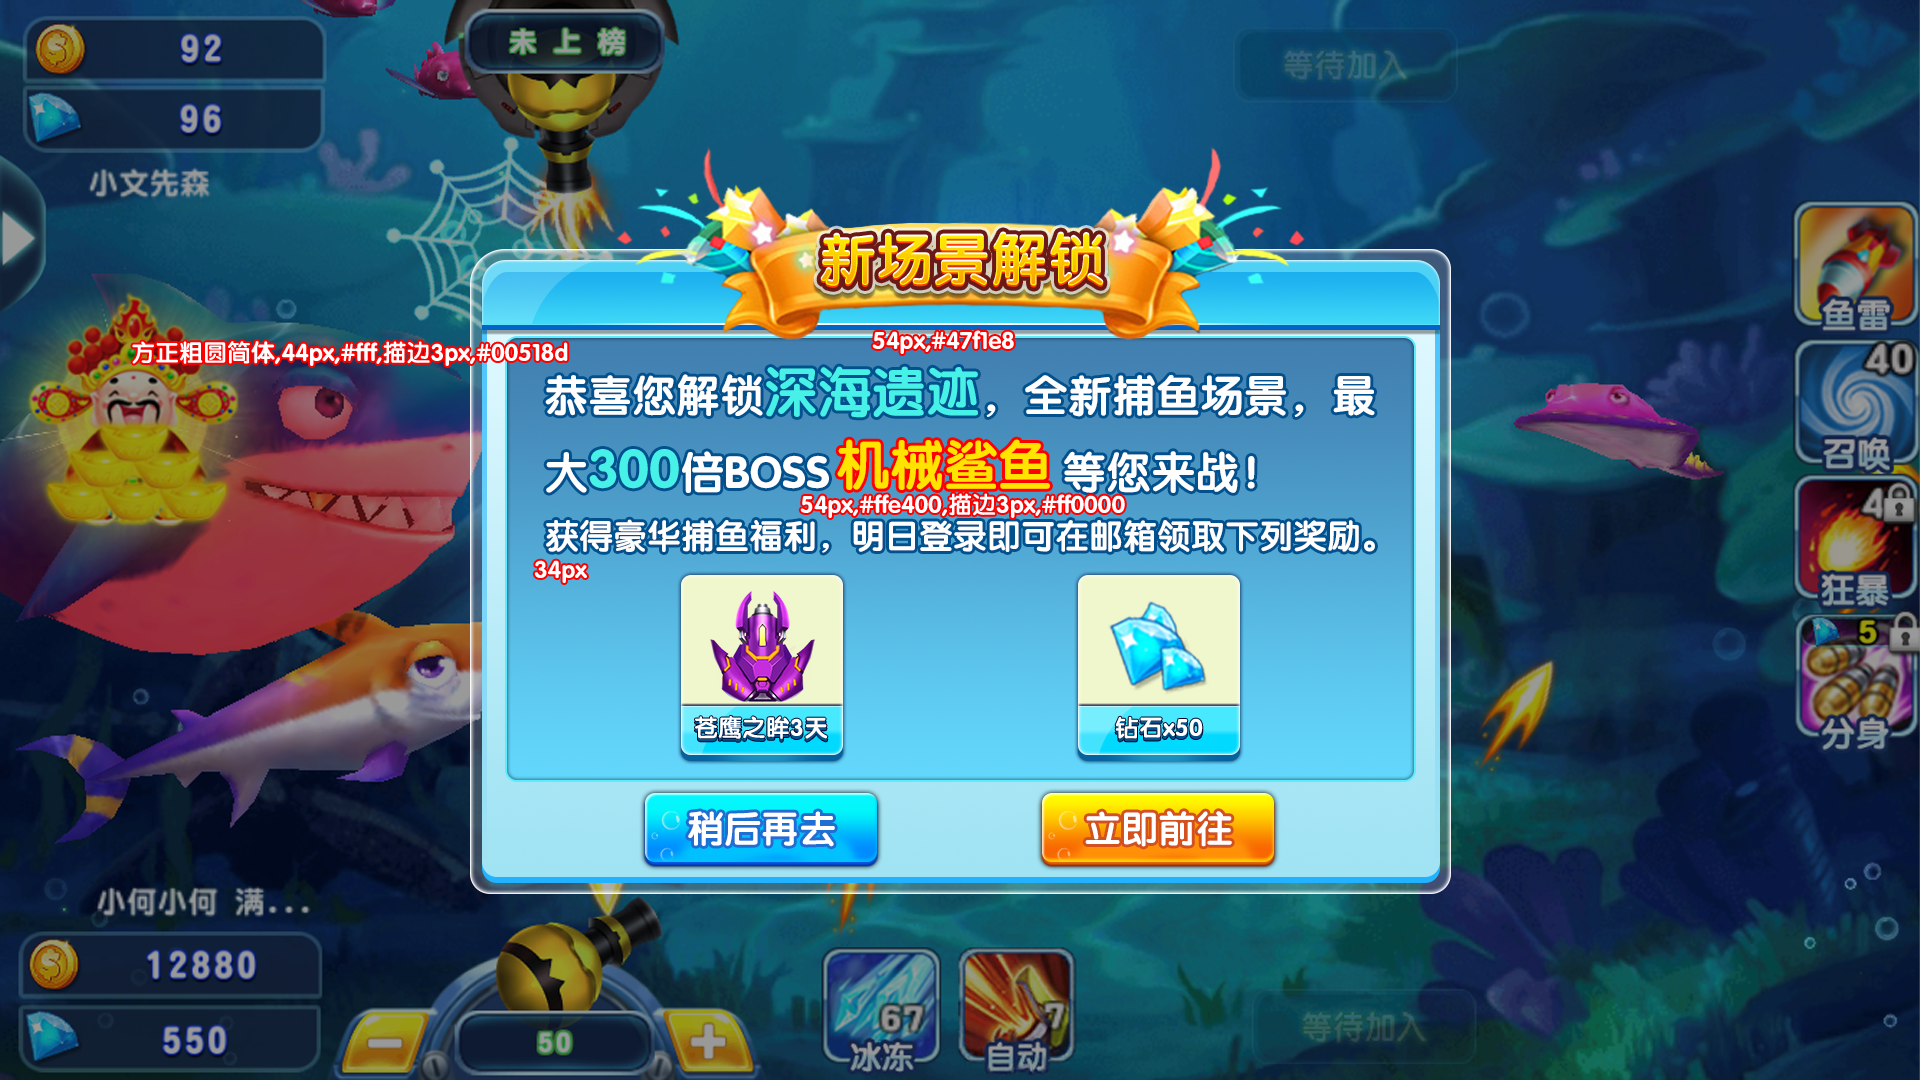 92
未上榜
等待加入
96
小文先森
新场景解锁
鱼雷
54px,#47f1e8
方正粗圆简体,44px,#fff,描边3px,#00518d
恭喜您解锁深海遗迹，全新捕鱼场景，最
大300倍BOSS机械鲨鱼等您来战！
54px,#ffe400,描边3px,#ff0000
获得豪华捕鱼福利，明日登录即可在邮箱领取下列奖励。
34px
40
召唤
4
狂暴
5
分身
苍鹰之眸3天
钻石x50
稍后再去
立即前往
小何小何 满...
12880
550
50
67
冰冻
7
自动
等待加入